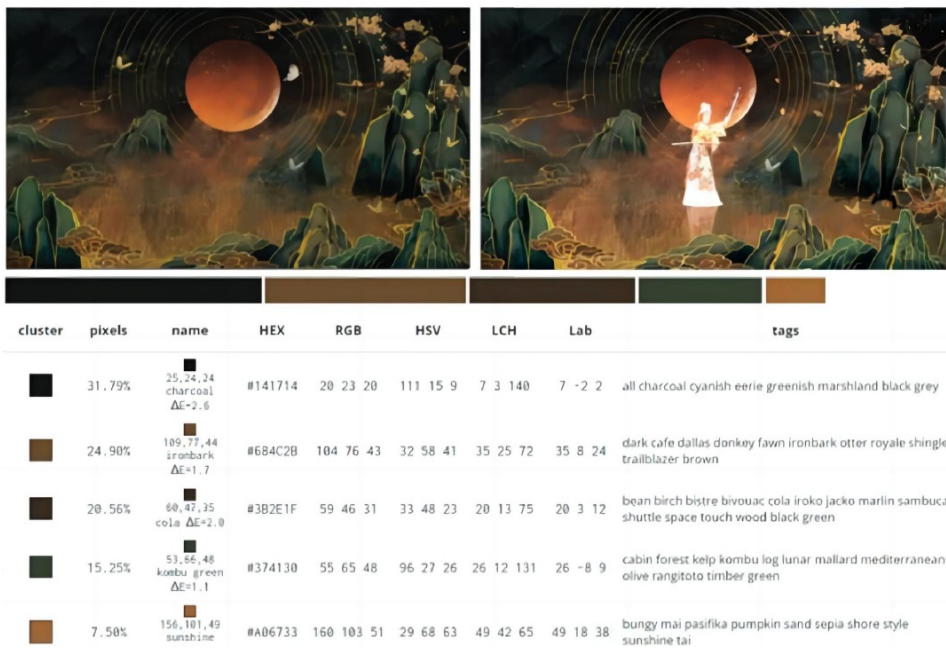 cluster pixels name HEX RGB HSV LCH Lab tags
25,24,24
31.79% charcoal #141714 20 23 20 111 15 9 7 3 140 7 -2 2 all charcoal cyanish eerie greenish marshland black grey
ΔE=2.6
109,77,44
24.90% ironbark #684C2B 104 76 43 32 58 41 35 25 72 35 8 24 dark cafe dallas donkey fawn ironbark otter royale shingle
ΔE=1.7 trailblazer brown
60,47,35
20.56% cola ΔE=2.0 #3B2E1F 59 46 31 33 48 23 20 13 75 20 3 12 bean birch bistre bivouac cola iroko jacko marlin sambuca
shuttle space touch wood black green
53,66,48
15.25% kombu green #374130 55 65 48 96 27 26 26 12 131 26 -8 9 cabin forest kelp kombu log lunar mallard mediterranean
ΔE=1.1 olive rangitoto timber green
156,101,49
7.50% sunshine #A06733 160 103 51 29 68 63 49 42 65 49 18 38 bungy mai pasifika pumpkin sand sepia shore style
sunshine tai